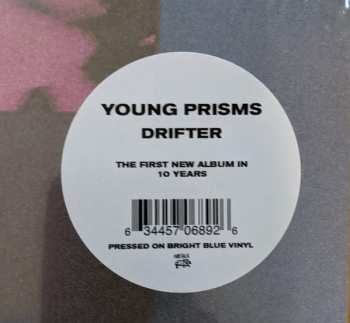 YOUNG PRISMS
DRIFTER
THE FIRST NEW ALBUM IN
10 YEARS
6 34457 06892 6
PRESSED ON BRIGHT BLUE VINYL